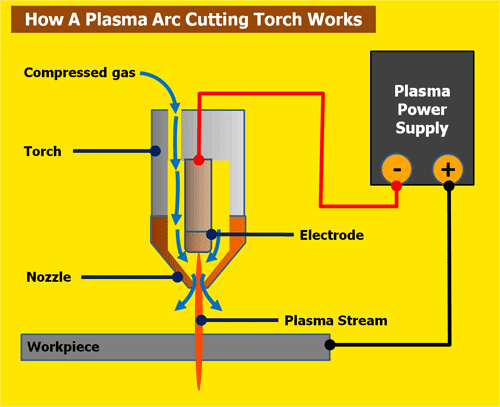 How A Plasma Arc Cutting Torch Works
Compressed gas
Plasma
Power
Supply
- +
Torch
Electrode
Nozzle
Plasma Stream
Workpiece